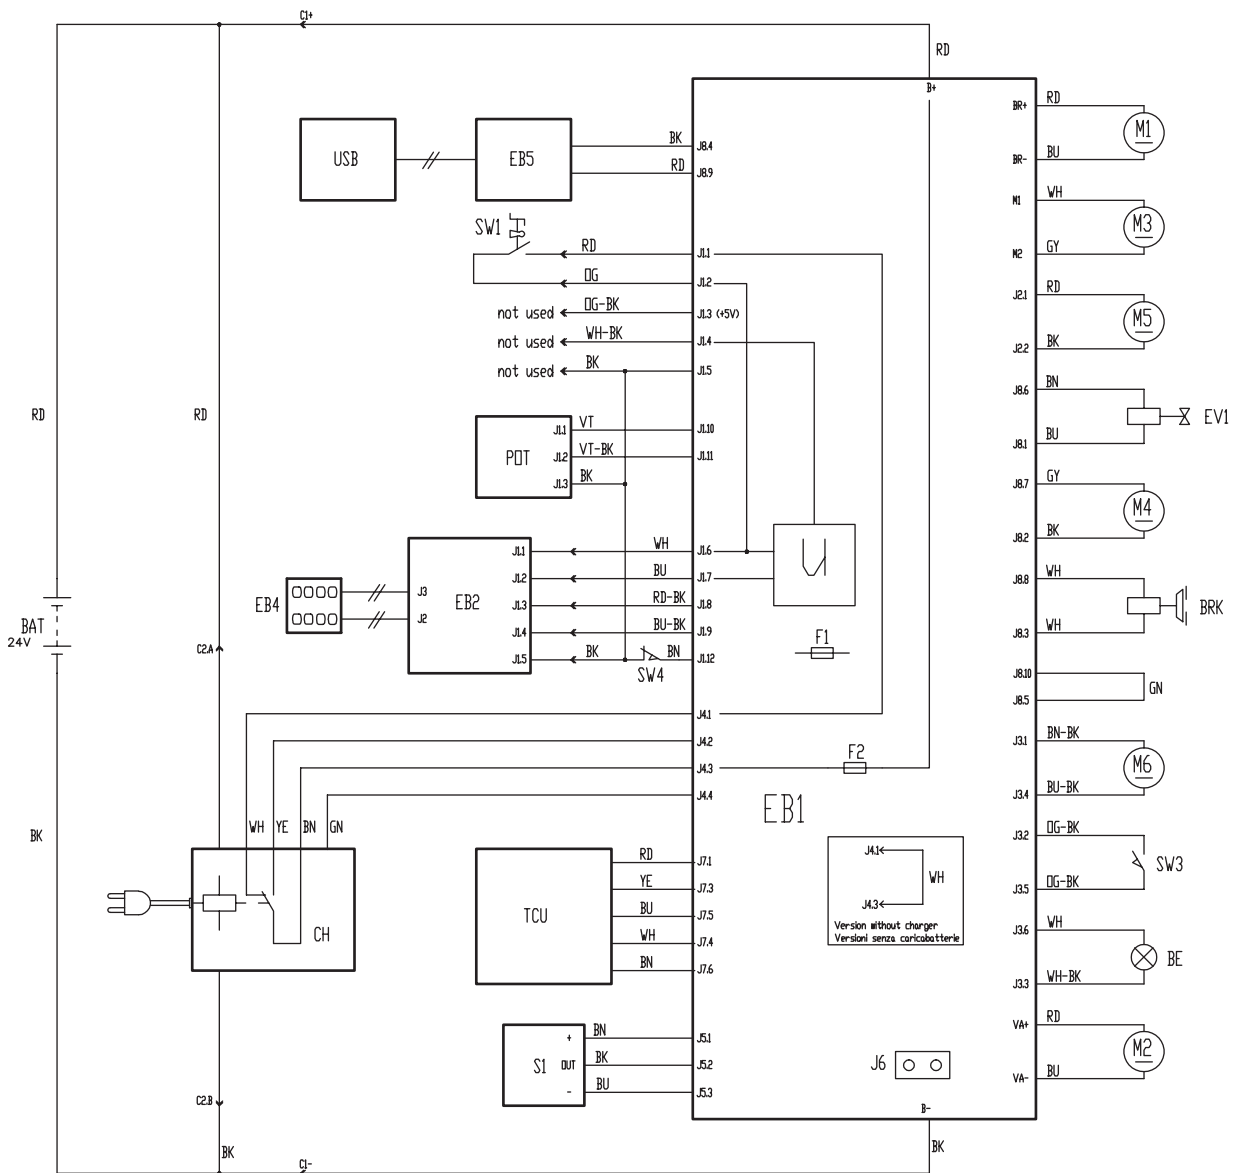 C1+
RD
B+
BR+ RD
M1
BR- BU
USB
EB5
BK J8.4
RD J8.9
M1 WH
M3
M2 GY
SW1
RD J1.1
OG J1.2
not used OG-BK J1.3 (+5V)
not used WH-BK J1.4
not used BK J1.5
J2.1 RD
M5
J2.2 BK
J8.6 BN
EV1
J8.1 BU
RD
RD
POT
J1.1 VT J1.10
J1.2 VT-BK J1.11
J1.3 BK
J8.7 GY
M4
J8.2 BK
EB4
J3
J2
EB2
J1.1 WH J1.6
J1.2 BU J1.7
J1.3 RD-BK J1.8
J1.4 BU-BK J1.9
J1.5 BK BN J1.12
SW4
U
F1
J8.8 WH
BRK
J8.3 WH
BAT
24V
C2.A
J8.10
GN
J8.5
J4.1
J4.2
J4.3
J4.4
F2
EB1
J3.1 BN-BK
M6
J3.4 BU-BK
BK
WH YE BN GN
CH
J3.2 OG-BK
SW3
J3.5 OG-BK
TCU
RD J7.1
YE J7.3
BU J7.5
WH J7.4
BN J7.6
J4.1
WH
J4.3
Version without charger
Versioni senza caricabatterie
J3.6 WH
BE
J3.3 WH-BK
S1
+ BN J5.1
OUT BK J5.2
- BU J5.3
J6
VA+ RD
M2
VA- BU
C2.B
B-
BK
BK
C1-